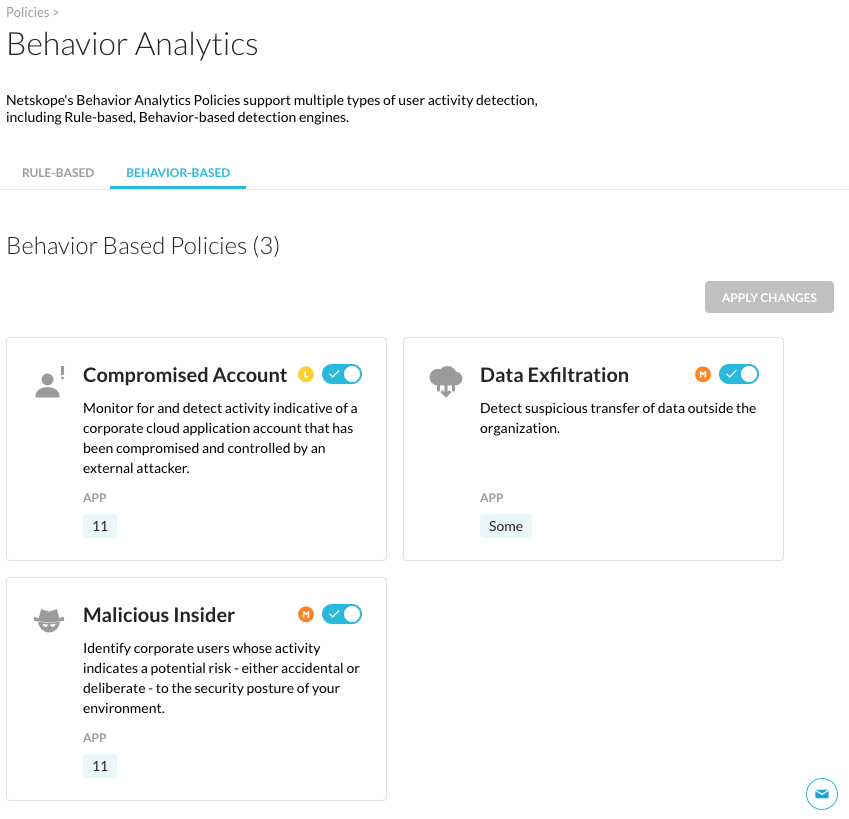 Policies >
Behavior Analytics
Netskope's Behavior Analytics Policies support multiple types of user activity detection,
including Rule-based, Behavior-based detection engines.
RULE-BASED
BEHAVIOR-BASED
Behavior Based Policies (3)
APPLY CHANGES
Compromised Account
L
Monitor for and detect activity indicative of a
corporate cloud application account that has
been compromised and controlled by an
external attacker.
APP
11
Data Exfiltration
M
Detect suspicious transfer of data outside the
organization.
APP
Some
Malicious Insider
M
Identify corporate users whose activity
indicates a potential risk - either accidental or
deliberate - to the security posture of your
environment.
APP
11